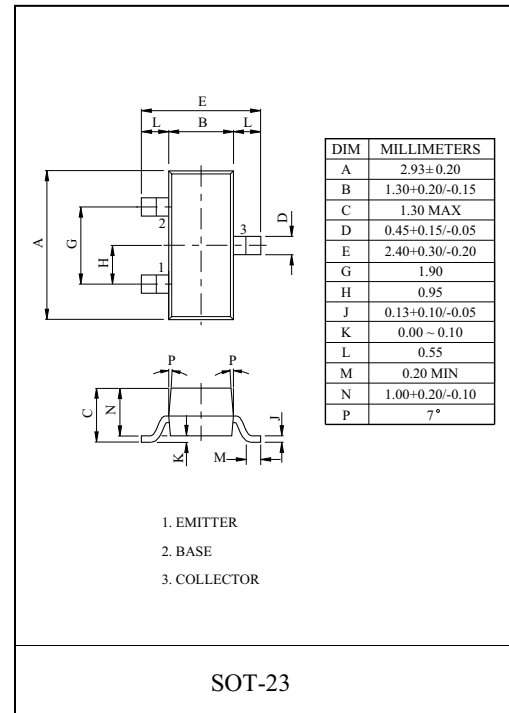 E
L B L
A
G
H
2
1
3
D
P P
C
N
K
M
J
DIM MILLIMETERS
A 2.93±0.20
B 1.30+0.20/-0.15
C 1.30 MAX
D 0.45+0.15/-0.05
E 2.40+0.30/-0.20
G 1.90
H 0.95
J 0.13+0.10/-0.05
K 0.00 ~ 0.10
L 0.55
M 0.20 MIN
N 1.00+0.20/-0.10
P 7°
1. EMITTER
2. BASE
3. COLLECTOR
SOT-23